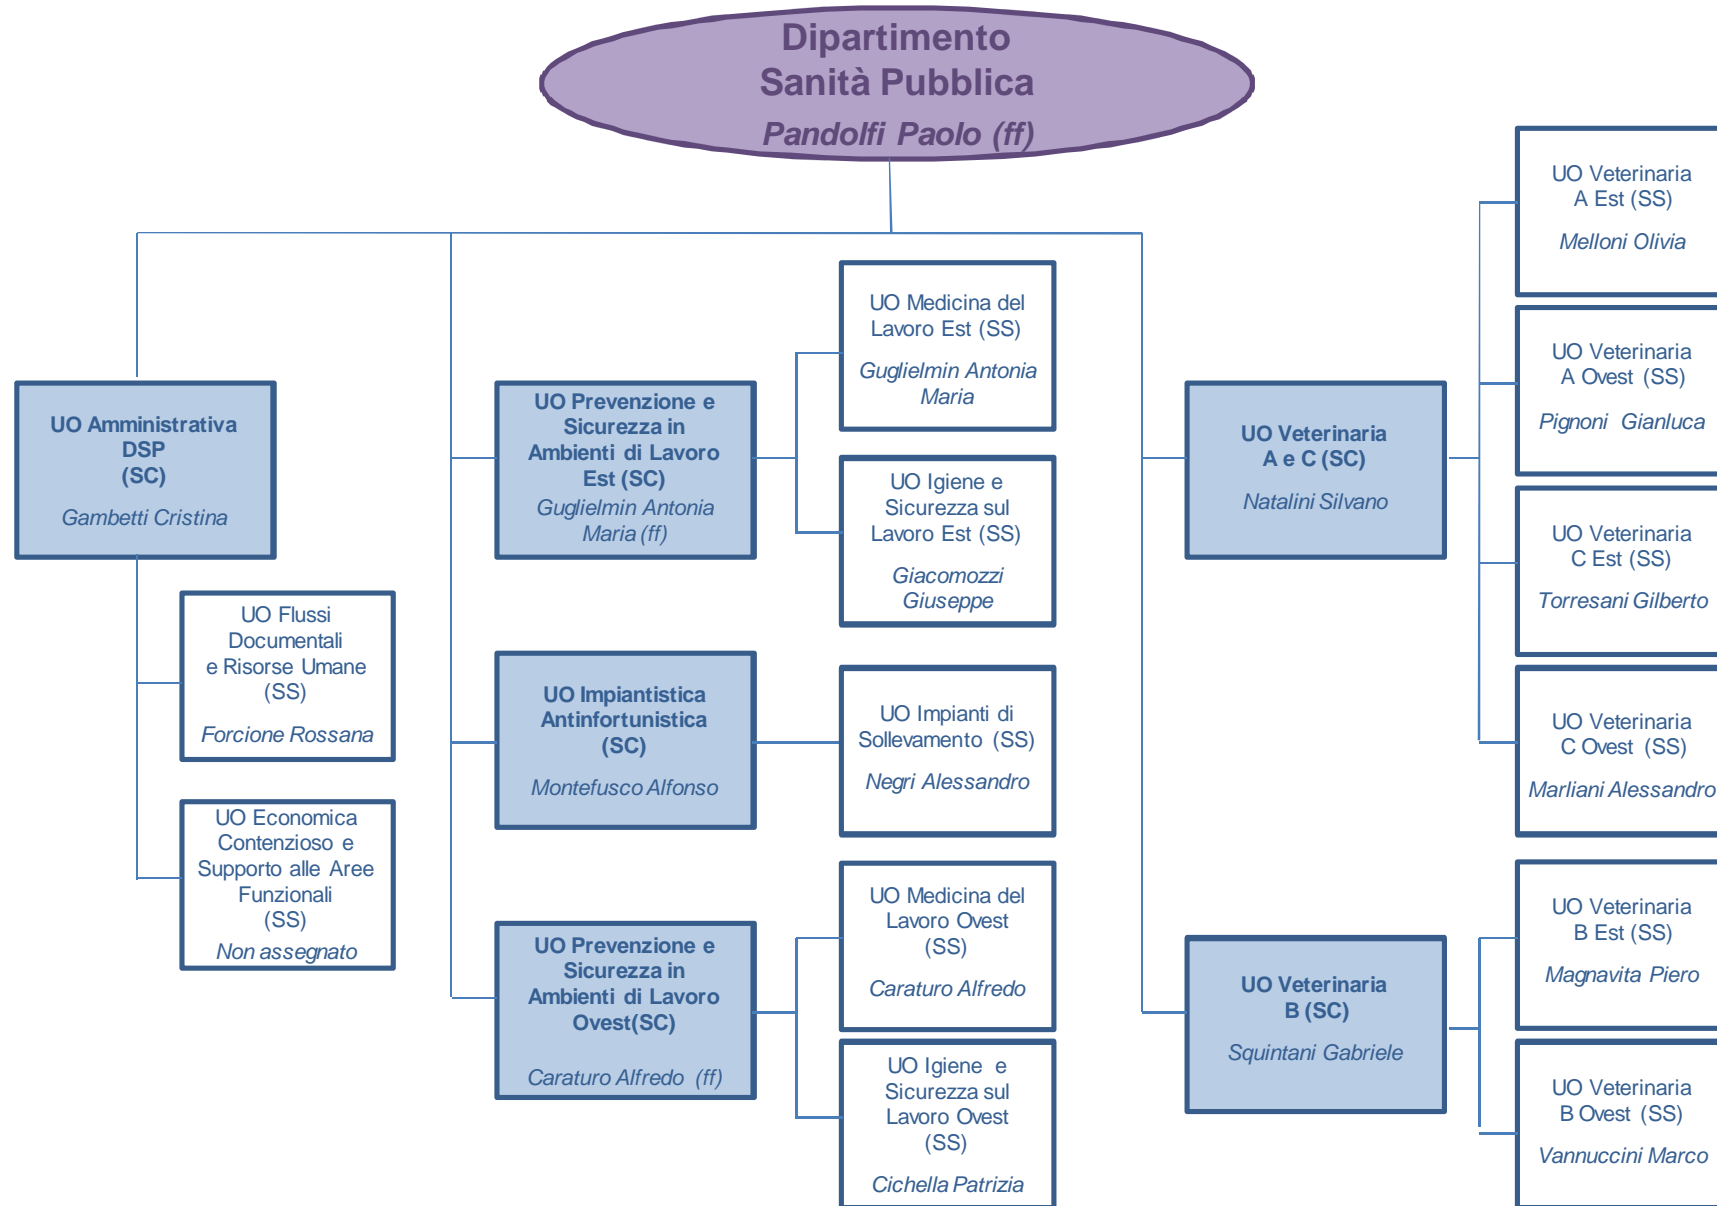 Dipartimento
Sanità Pubblica
Pandolfi Paolo (ff)
UO Amministrativa
DSP
(SC)
Gambetti Cristina
UO Flussi
Documentali
e Risorse Umane
(SS)
Forcione Rossana
UO Economica
Contenzioso e
Supporto alle Aree
Funzionali
(SS)
Non assegnato
UO Prevenzione e
Sicurezza in
Ambienti di Lavoro
Est (SC)
Guglielmin Antonia
Maria (ff)
UO Medicina del
Lavoro Est (SS)
Guglielmin Antonia
Maria
UO Igiene e
Sicurezza sul
Lavoro Est (SS)
Giacomozzi
Giuseppe
UO Impiantistica
Antinfortunistica
(SC)
Montefusco Alfonso
UO Impianti di
Sollevamento (SS)
Negri Alessandro
UO Prevenzione e
Sicurezza in
Ambienti di Lavoro
Ovest(SC)
Caraturo Alfredo (ff)
UO Medicina del
Lavoro Ovest
(SS)
Caraturo Alfredo
UO Igiene e
Sicurezza sul
Lavoro Ovest
(SS)
Cichella Patrizia
UO Veterinaria
A e C (SC)
Natalini Silvano
UO Veterinaria
A Est (SS)
Melloni Olivia
UO Veterinaria
A Ovest (SS)
Pignoni Gianluca
UO Veterinaria
C Est (SS)
Torresani Gilberto
UO Veterinaria
C Ovest (SS)
Marliani Alessandro
UO Veterinaria
B (SC)
Squintani Gabriele
UO Veterinaria
B Est (SS)
Magnavita Piero
UO Veterinaria
B Ovest (SS)
Vannuccini Marco